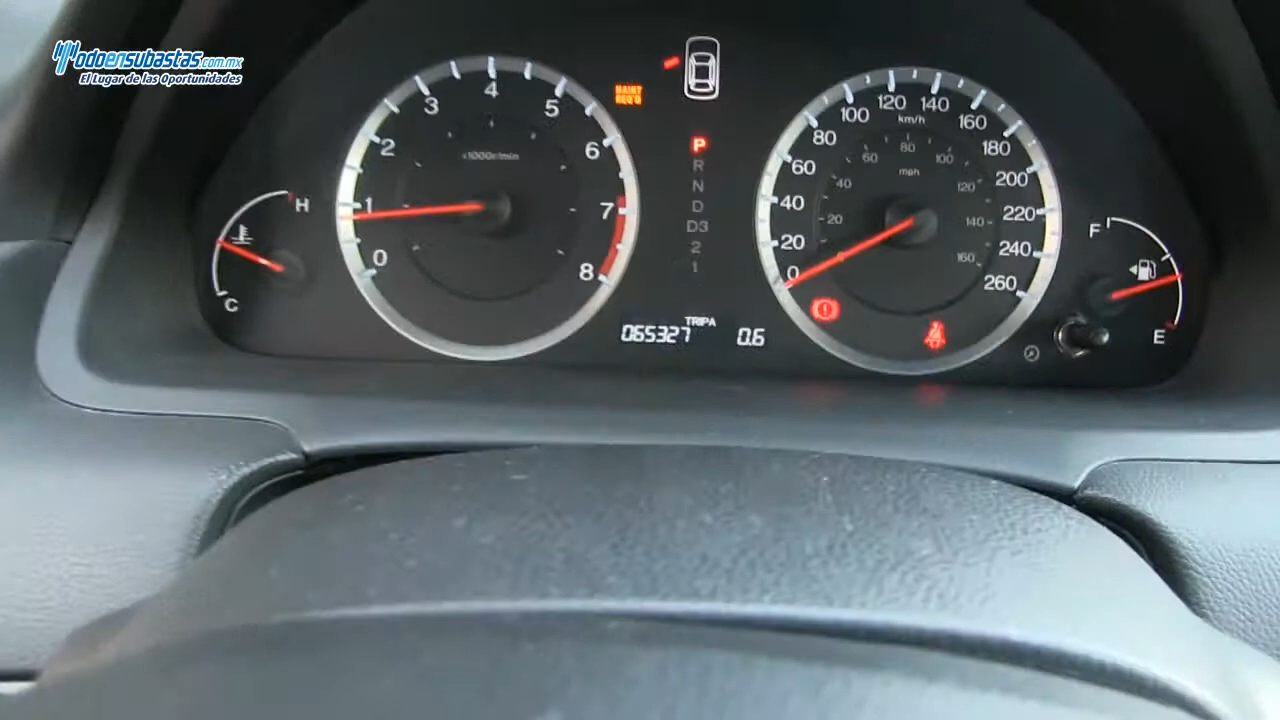 odoensubastas.com.mx
El Lugar de las Oportunidades
0 1 2 3 4 5 6 7 8
x1000r/min
MAINT
REQ'D
P
R
N
D
D3
2
1
0 20 40 60 80 100 120 140 160 180 200 220 240 260
km/h
20 40 60 80 100 120 140 160
mph
H
C
TRIP A
065327 0.6
F
E